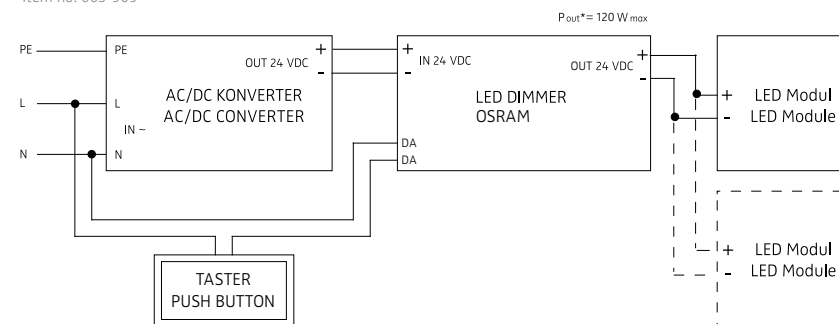 Item no. 005-969
P out*= 120 W max
PE
PE
OUT 24 VDC
+
-
L
L
AC/DC KONVERTER
AC/DC CONVERTER
IN ~
N
N
+
-
IN 24 VDC
OUT 24 VDC
+
-
LED DIMMER
OSRAM
DA
DA
+
-
LED Modul
LED Module
+
-
LED Modul
LED Module
TASTER
PUSH BUTTON